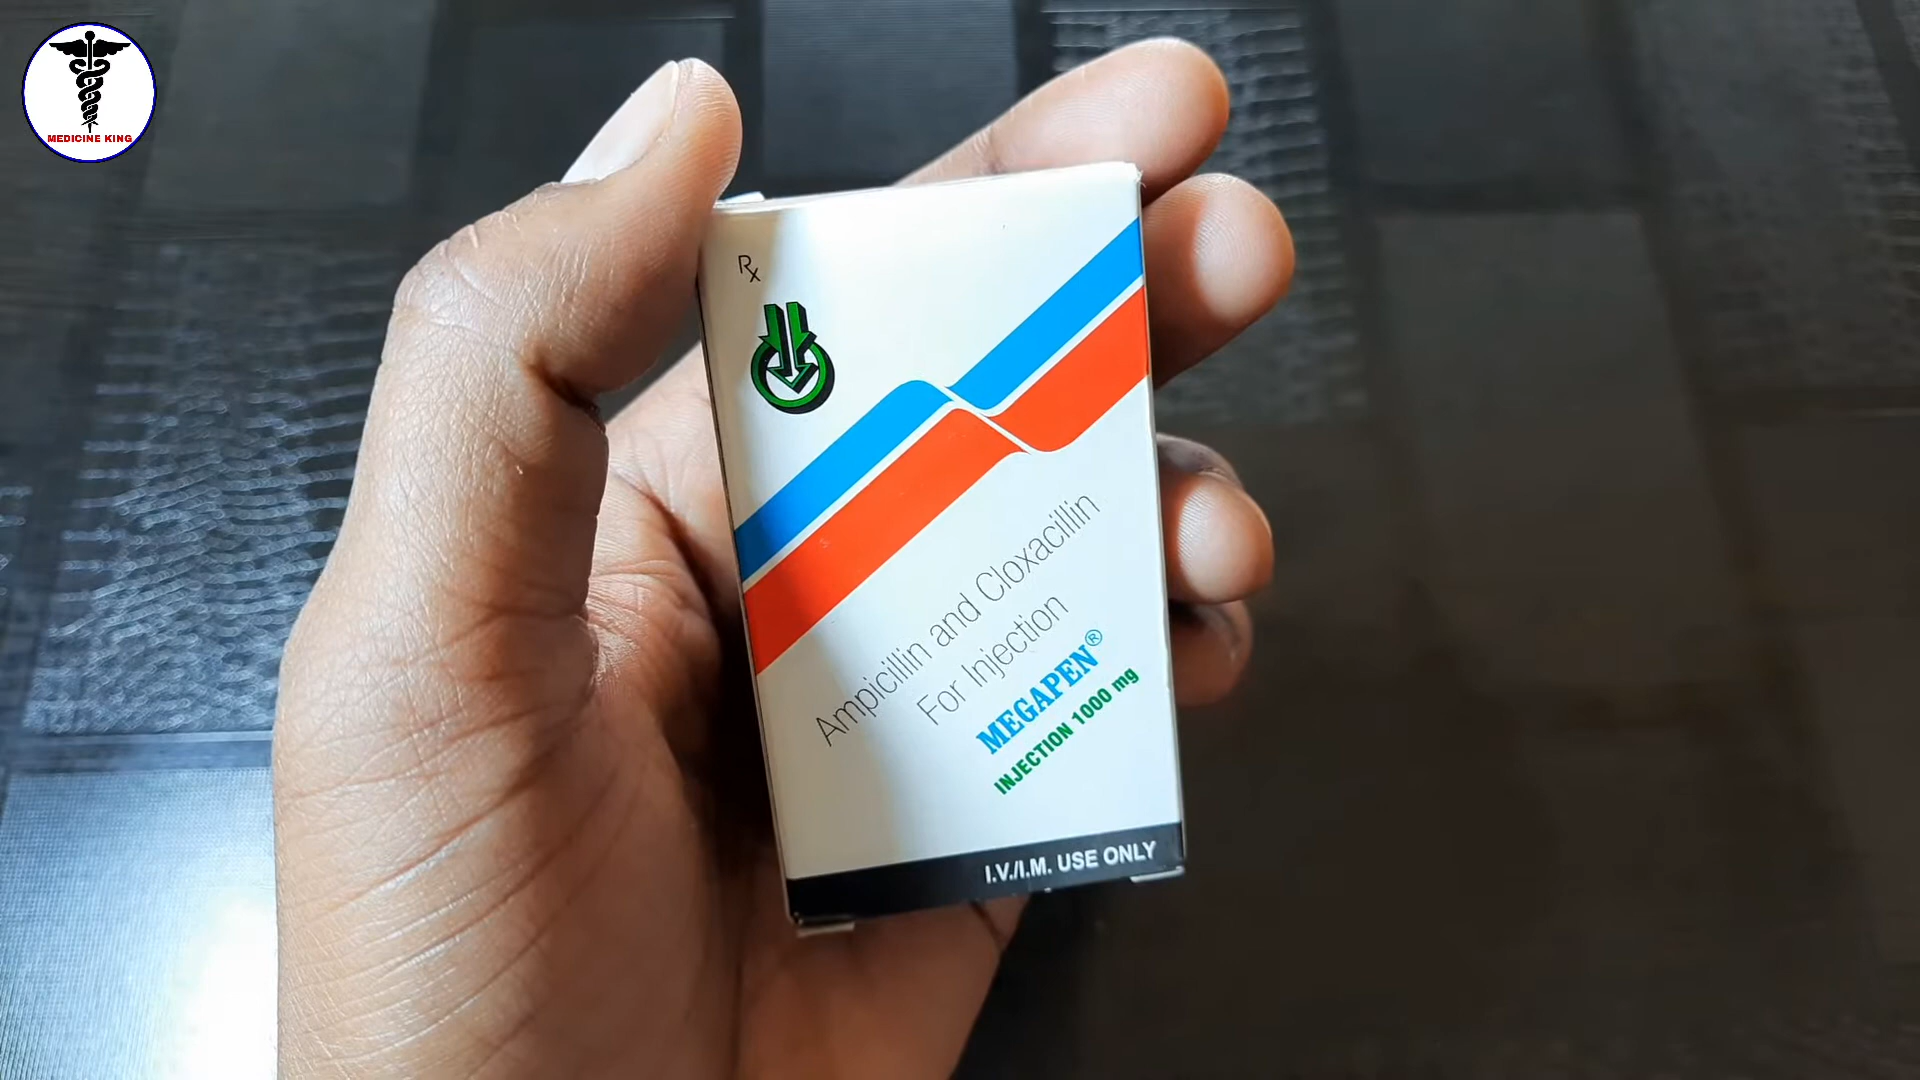 MEDICINE KING
Rx
Ampicillin and Cloxacillin
For Injection
MEGAPEN®
INJECTION 1000 mg
I.V./I.M. USE ONLY